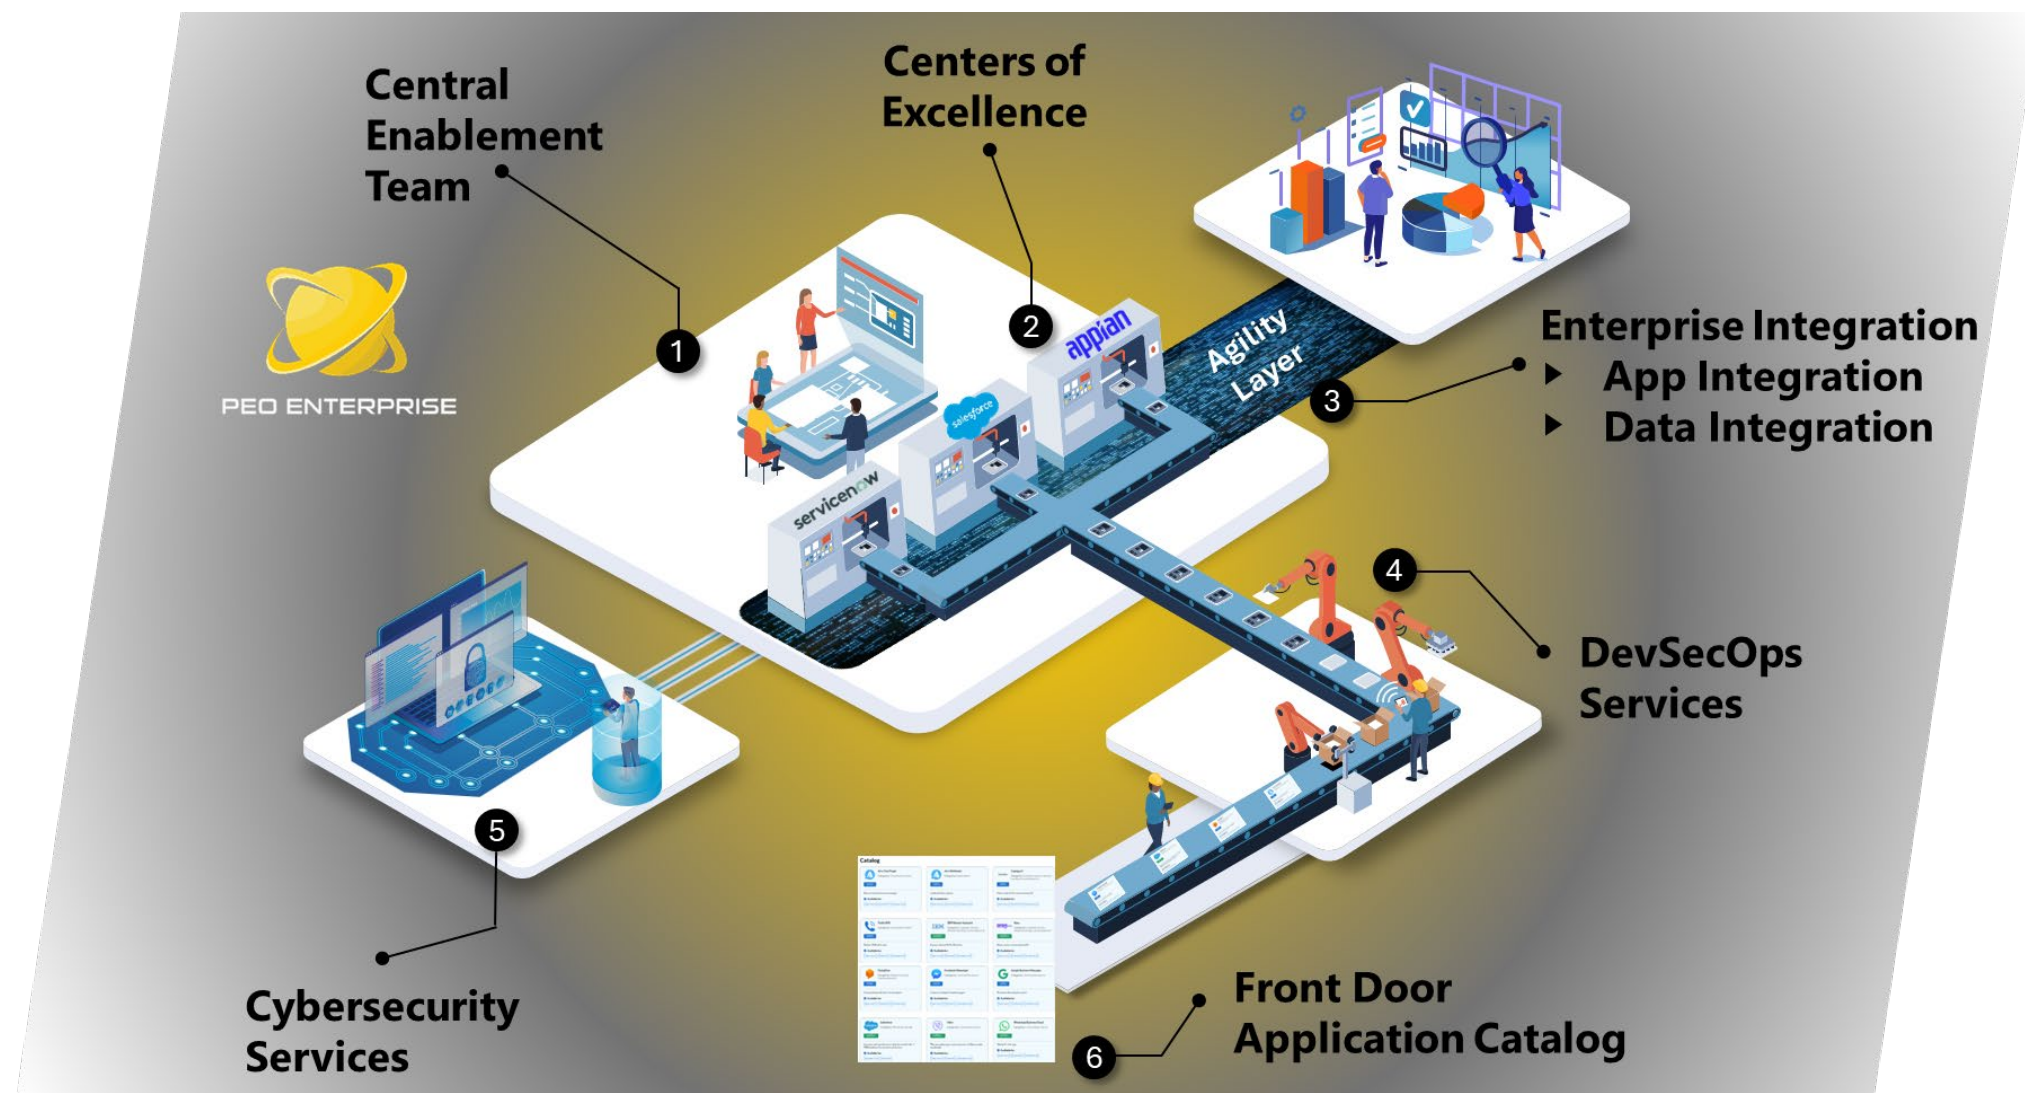 Central
Enablement
Team
Centers of
Excellence
PEO ENTERPRISE
1
2
appian
salesforce
servicenow
Agility
Layer
3
Enterprise Integration
App Integration
Data Integration
4
DevSecOps
Services
5
Cybersecurity
Services
Catalog
6
Front Door
Application Catalog